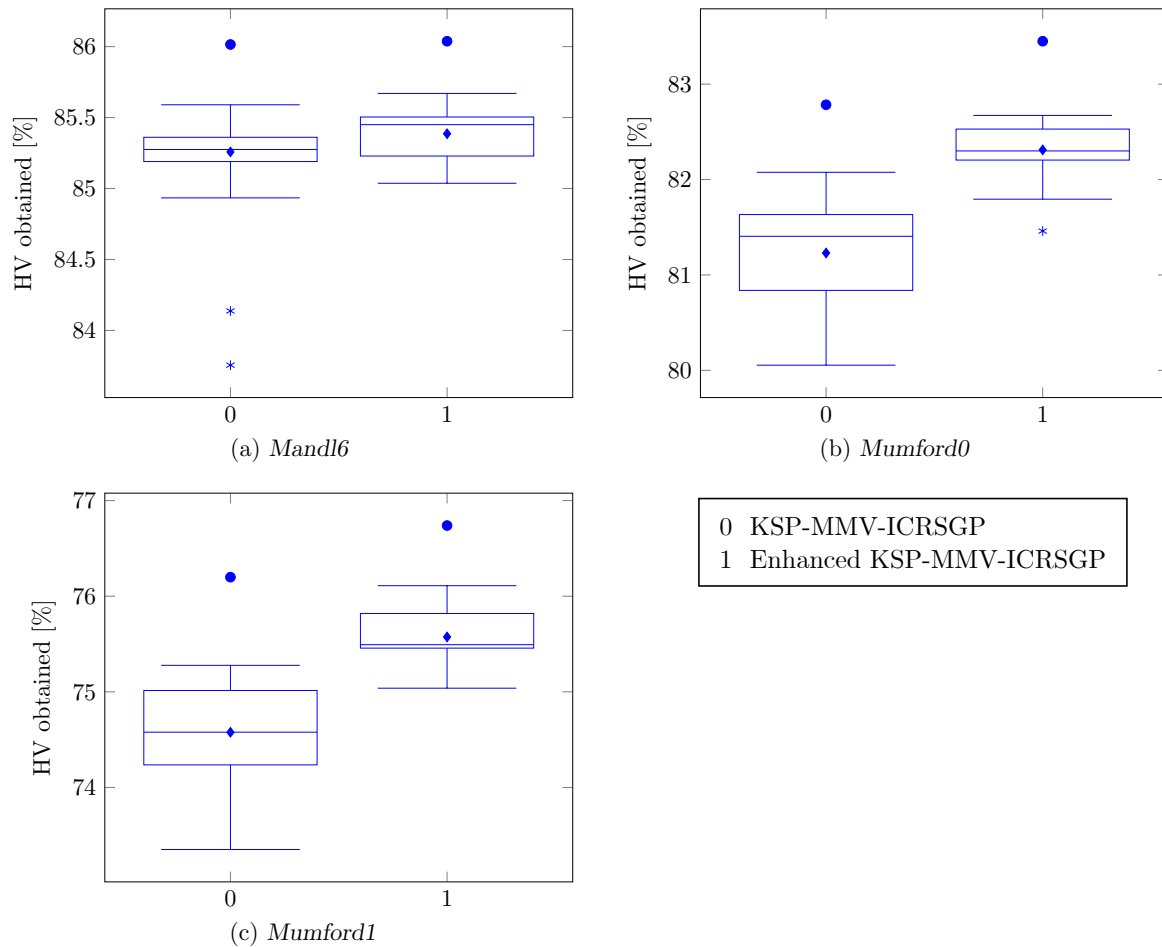 HV obtained [%]
86
85.5
85
84.5
84
0 1
(a) Mandl6
HV obtained [%]
83
82
81
80
0 1
(b) Mumford0
HV obtained [%]
77
76
75
74
0 1
(c) Mumford1
0 KSP-MMV-ICRSGP
1 Enhanced KSP-MMV-ICRSGP